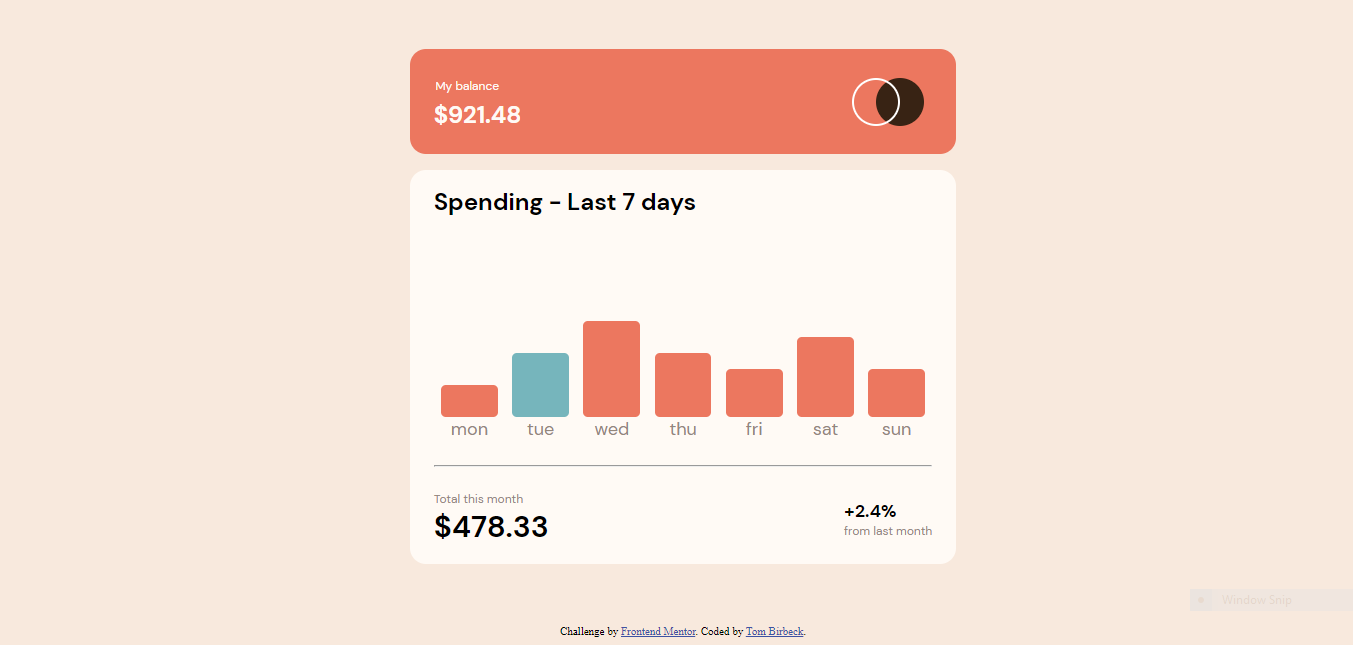 My balance
$921.48
Spending - Last 7 days
mon tue wed thu fri sat sun
Total this month
$478.33
+2.4%
from last month
Window Snip
Challenge by Frontend Mentor. Coded by Tom Birbeck.